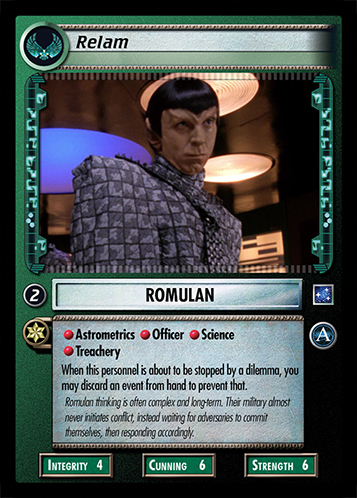 Relam
2 ROMULAN
Astrometrics Officer Science
Treachery
A
When this personnel is about to be stopped by a dilemma, you
may discard an event from hand to prevent that.
Romulan thinking is often complex and long-term. Their military almost
never initiates conflict, instead waiting for adversaries to commit
themselves, then responding accordingly.
INTEGRITY 4 CUNNING 6 STRENGTH 6